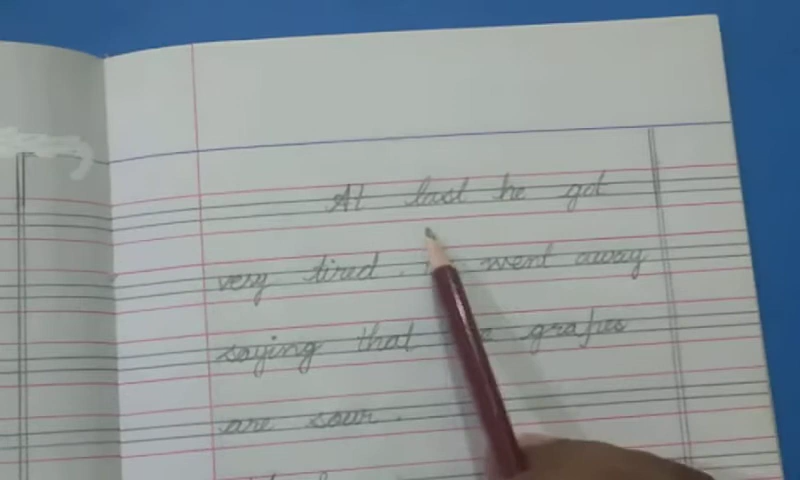 At last he got
very tired. went away
saying that grapes
are sour.